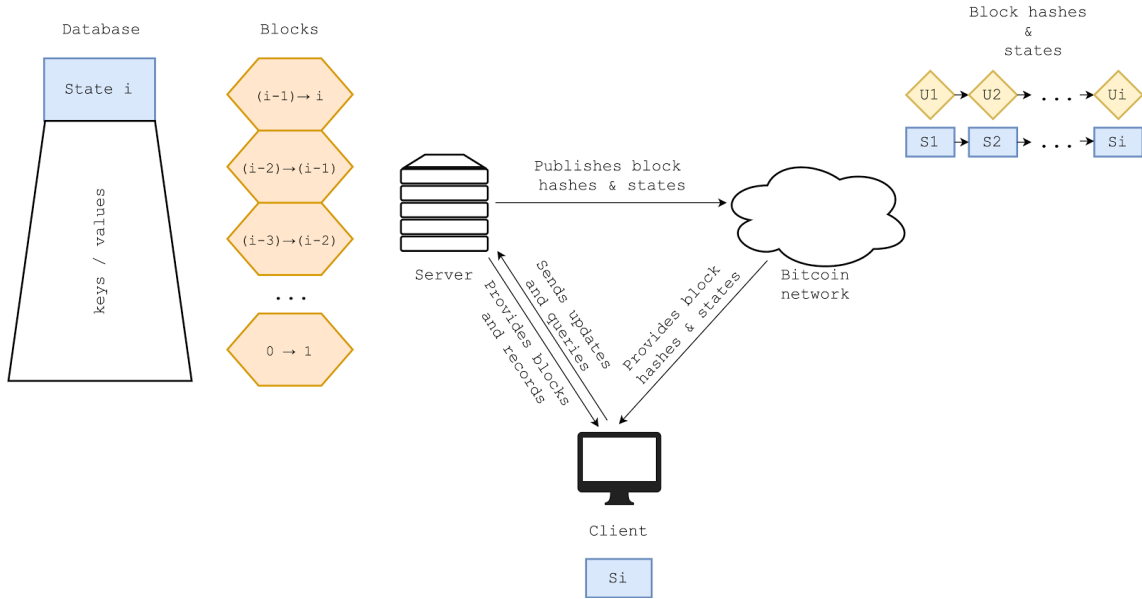 Database
State i
keys / values
Blocks
(i-1)→ i
(i-2)→(i-1)
(i-3)→(i-2)
...
0 → 1
Server
Publishes block
hashes & states
Bitcoin
network
Sends updates
and queries
Provides blocks
and records
Provides block
hashes & states
Client
Si
Block hashes
&
states
U1 U2 ... Ui
S1 S2 ... Si